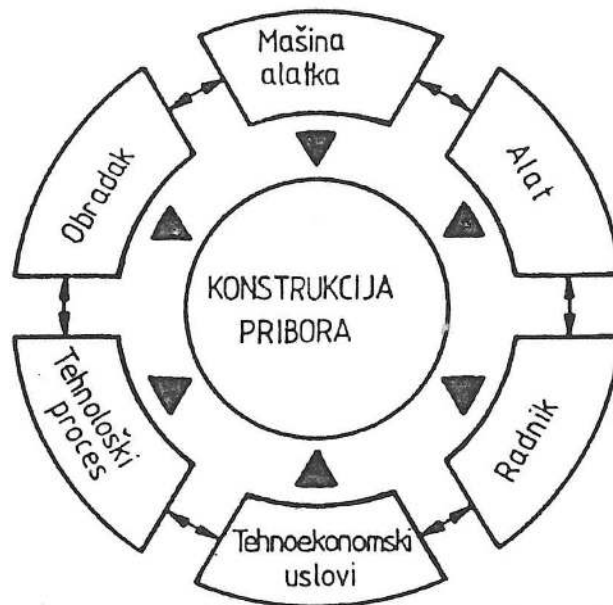 Mašina
alatka
Alat
Radnik
Tehnoekonomski
uslovi
Tehnološki
proces
Obradak
KONSTRUKCIJA
PRIBORA